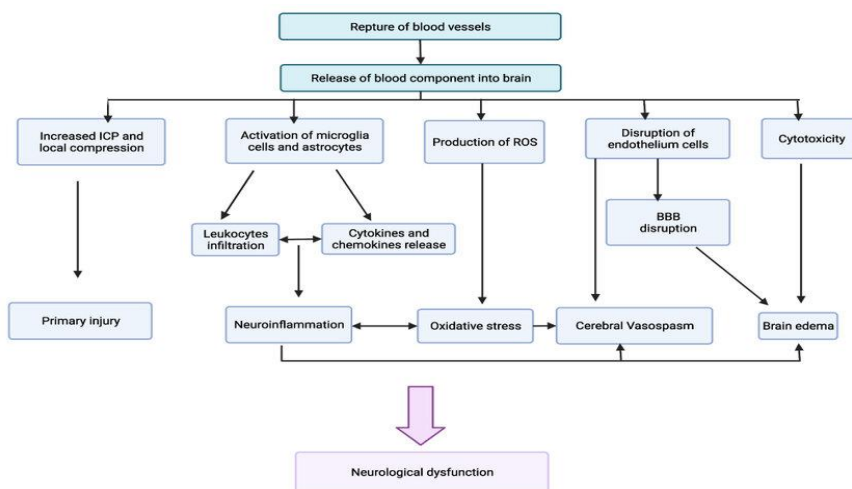 Repture of blood vessels
Release of blood component into brain
Increased ICP and
local compression
Activation of microglia
cells and astrocytes
Production of ROS
Disruption of
endothelium cells
Cytotoxicity
Leukocytes
infiltration
Cytokines and
chemokines release
BBB
disruption
Primary injury
Neuroinflammation
Oxidative stress
Cerebral Vasospasm
Brain edema
Neurological dysfunction